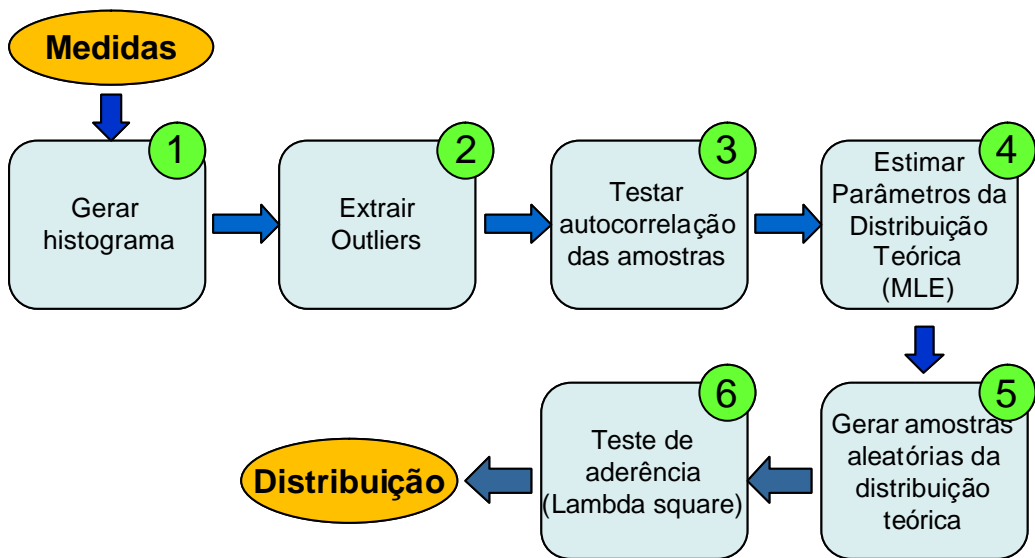 Medidas
1
Gerar
histograma
2
Extrair
Outliers
3
Testar
autocorrelação
das amostras
4
Estimar
Parâmetros da
Distribuição
Teórica
(MLE)
5
Gerar amostras
aleatórias da
distribuição
teórica
6
Teste de
aderência
(Lambda square)
Distribuição